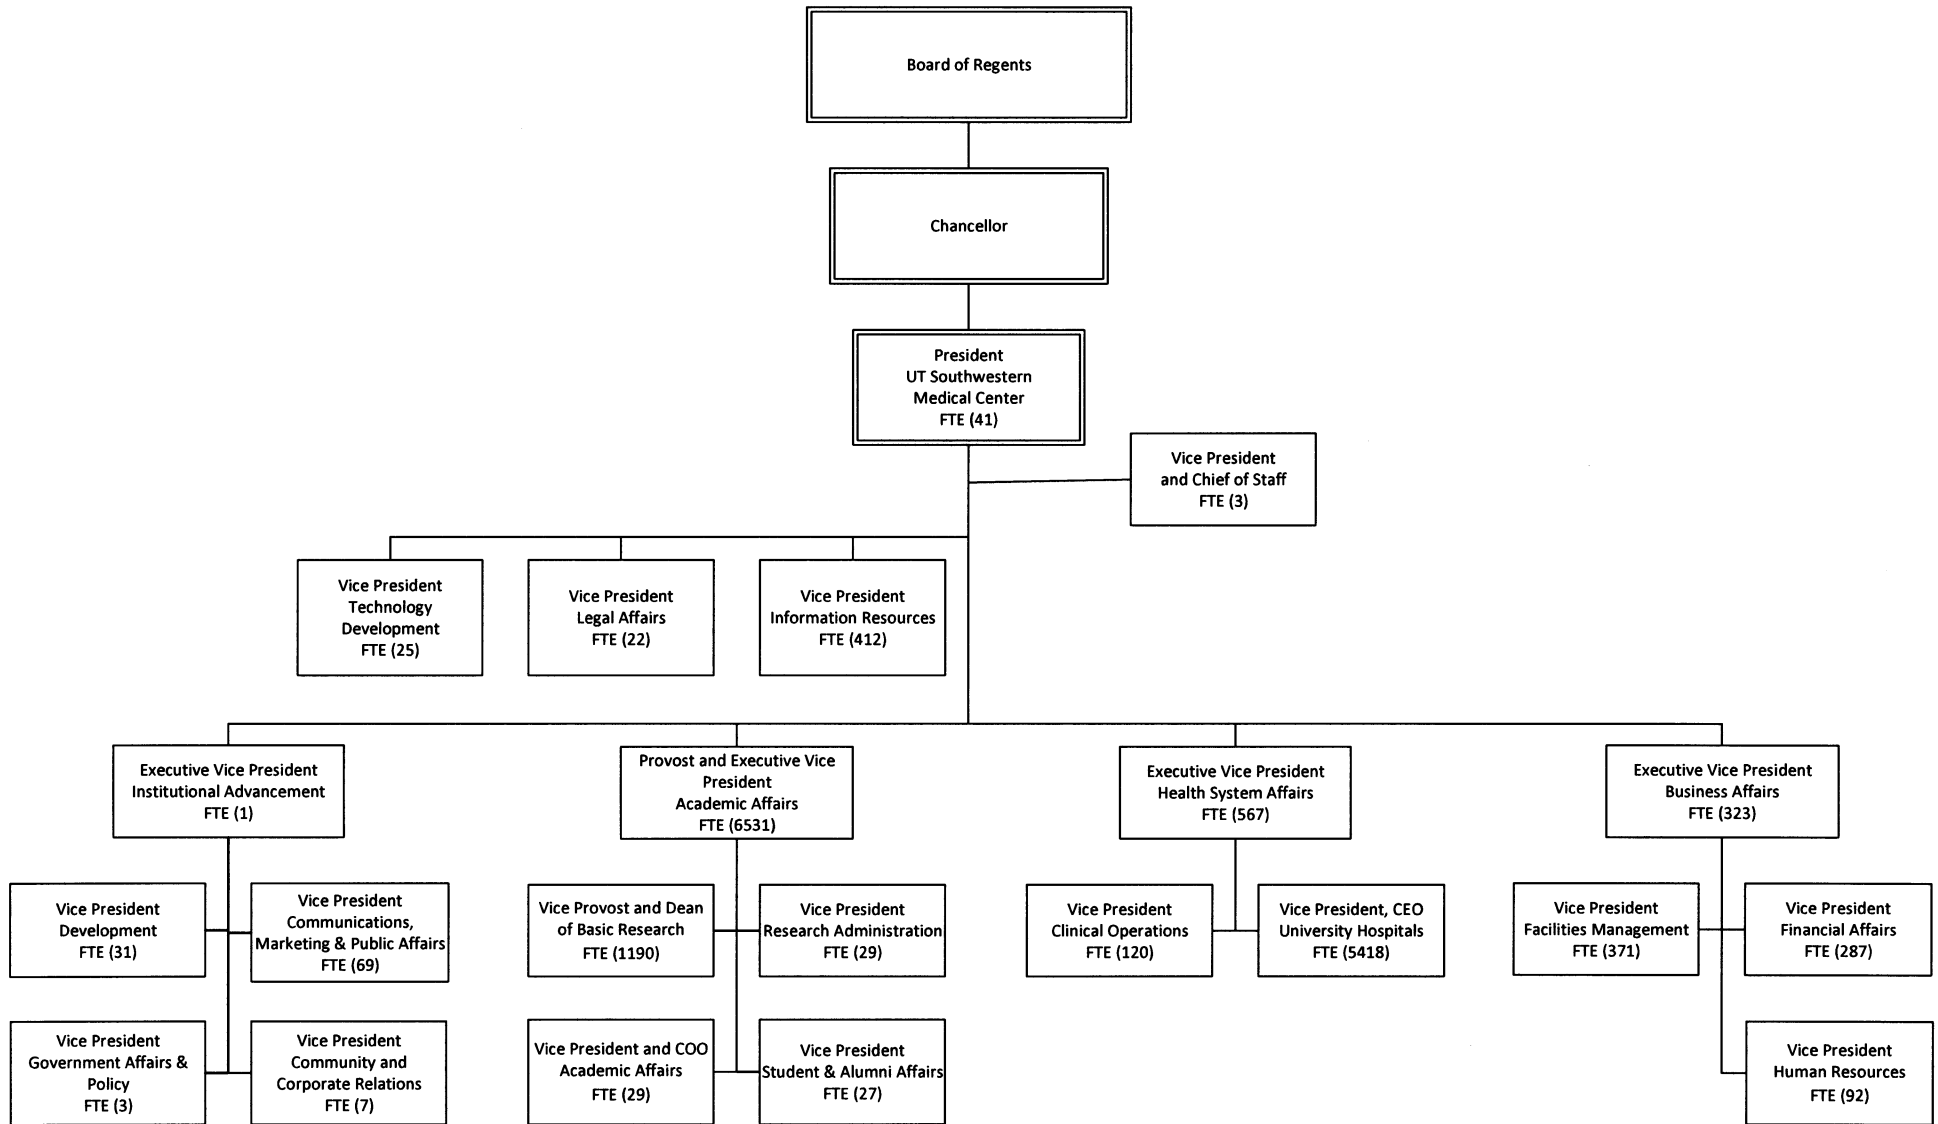 Board of Regents
Chancellor
President
UT Southwestern
Medical Center
FTE (41)
Vice President
and Chief of Staff
FTE (3)
Vice President
Technology
Development
FTE (25)
Vice President
Legal Affairs
FTE (22)
Vice President
Information Resources
FTE (412)
Executive Vice President
Institutional Advancement
FTE (1)
Provost and Executive Vice
President
Academic Affairs
FTE (6531)
Executive Vice President
Health System Affairs
FTE (567)
Executive Vice President
Business Affairs
FTE (323)
Vice President
Development
FTE (31)
Vice President
Communications,
Marketing & Public Affairs
FTE (69)
Vice Provost and Dean
of Basic Research
FTE (1190)
Vice President
Research Administration
FTE (29)
Vice President
Clinical Operations
FTE (120)
Vice President, CEO
University Hospitals
FTE (5418)
Vice President
Facilities Management
FTE (371)
Vice President
Financial Affairs
FTE (287)
Vice President
Government Affairs &
Policy
FTE (3)
Vice President
Community and
Corporate Relations
FTE (7)
Vice President and COO
Academic Affairs
FTE (29)
Vice President
Student & Alumni Affairs
FTE (27)
Vice President
Human Resources
FTE (92)